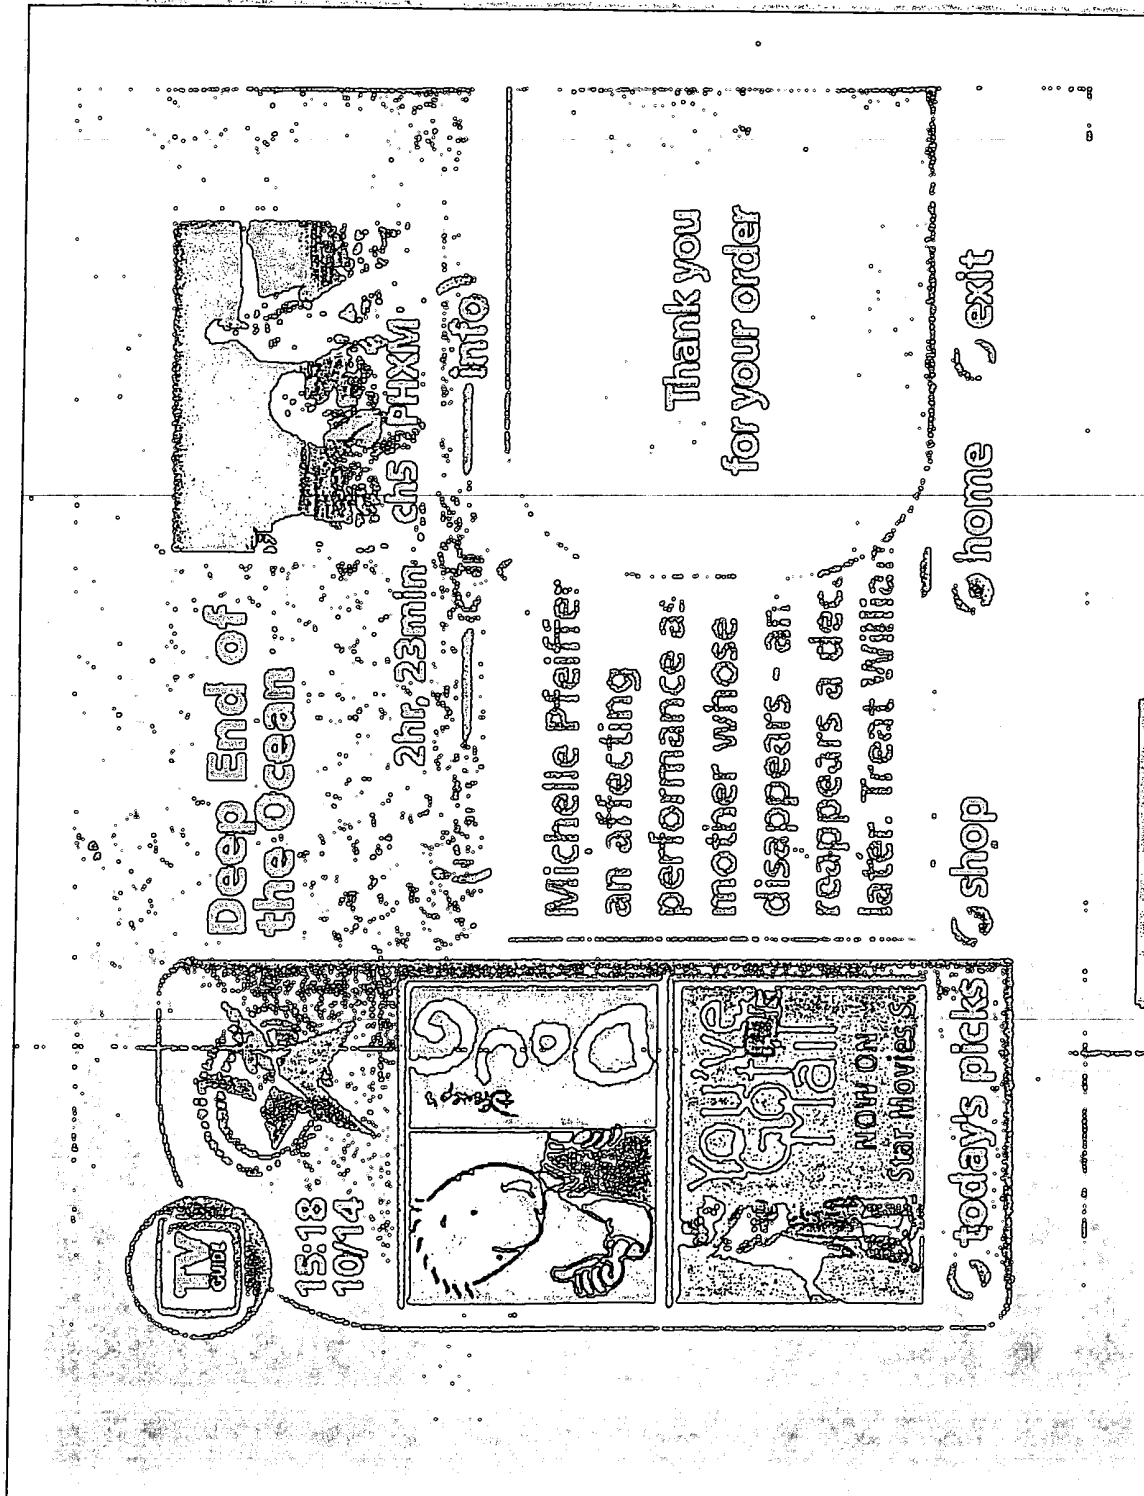 TV
GUIDE
15:18
10/14
Deep End of
the Ocean
2hr, 23min
ch5 PHXM
info
Disney's
Doug
You've
Got
Mail
NOW ON
Star Movies
Michelle Pfeiffer
an affecting
performance as
mother whose
disappears - an
reappears a dec
later. Treat William
Thank you
for your order
todays picks
shop
home
exit